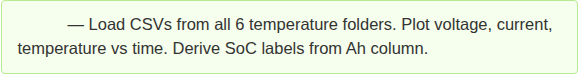 — Load CSVs from all 6 temperature folders. Plot voltage, current,
temperature vs time. Derive SoC labels from Ah column.